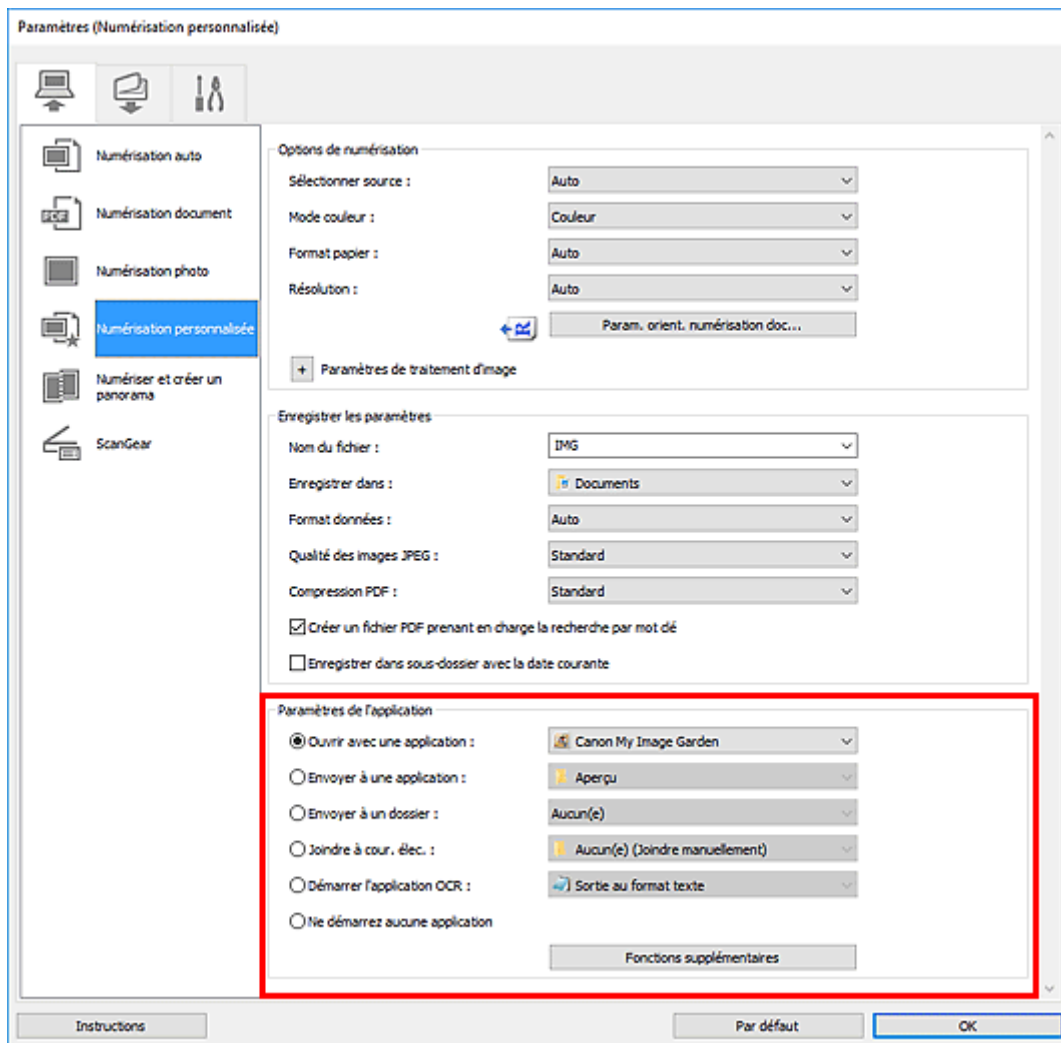 Paramètres (Numérisation personnalisée)
Numérisation auto
Numérisation document
Numérisation photo
Numérisation personnalisée
Numériser et créer un
panorama
ScanGear
Options de numérisation
Sélectionner source : Auto
Mode couleur : Couleur
Format papier : Auto
Résolution : Auto
Param. orient. numérisation doc...
+ Paramètres de traitement d'image
Enregistrer les paramètres
Nom du fichier : IMG
Enregistrer dans : Documents
Format données : Auto
Qualité des images JPEG : Standard
Compression PDF : Standard
Créer un fichier PDF prenant en charge la recherche par mot clé
Enregistrer dans sous-dossier avec la date courante
Paramètres de l'application
Ouvrir avec une application : Canon My Image Garden
Envoyer à une application : Aperçu
Envoyer à un dossier : Aucun(e)
Joindre à cour. élec. : Aucun(e) (Joindre manuellement)
Démarrer l'application OCR : Sortie au format texte
Ne démarrez aucune application
Fonctions supplémentaires
Instructions
Par défaut
OK